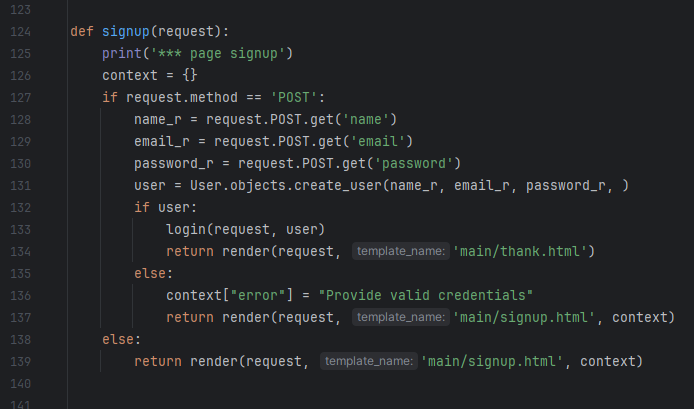 123
124 def signup(request):
125 print('*** page signup')
126 context = {}
127 if request.method == 'POST':
128 name_r = request.POST.get('name')
129 email_r = request.POST.get('email')
130 password_r = request.POST.get('password')
131 user = User.objects.create_user(name_r, email_r, password_r, )
132 if user:
133 login(request, user)
134 return render(request, template_name: 'main/thank.html')
135 else:
136 context["error"] = "Provide valid credentials"
137 return render(request, template_name: 'main/signup.html', context)
138 else:
139 return render(request, template_name: 'main/signup.html', context)
140
141